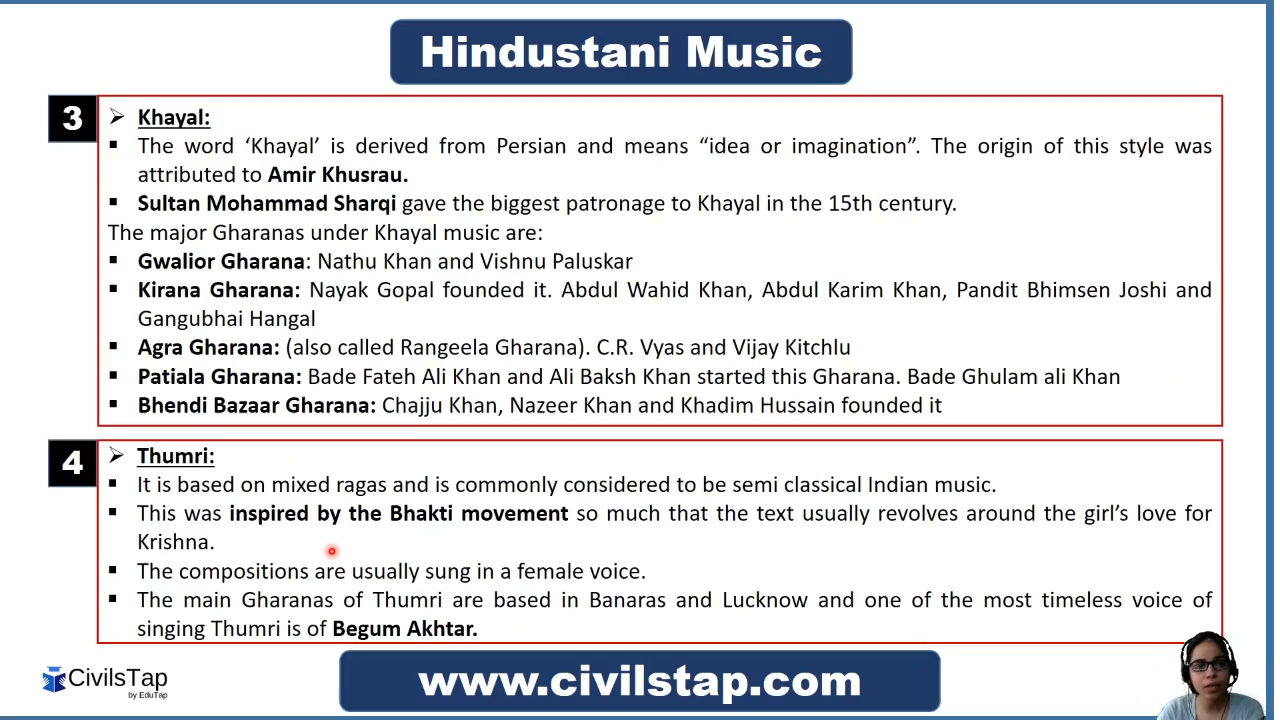 Hindustani Music
3
➢ Khayal:
▪ The word ‘Khayal’ is derived from Persian and means “idea or imagination”. The origin of this style was
attributed to Amir Khusrau.
▪ Sultan Mohammad Sharqi gave the biggest patronage to Khayal in the 15th century.
The major Gharanas under Khayal music are:
▪ Gwalior Gharana: Nathu Khan and Vishnu Paluskar
▪ Kirana Gharana: Nayak Gopal founded it. Abdul Wahid Khan, Abdul Karim Khan, Pandit Bhimsen Joshi and
Gangubhai Hangal
▪ Agra Gharana: (also called Rangeela Gharana). C.R. Vyas and Vijay Kitchlu
▪ Patiala Gharana: Bade Fateh Ali Khan and Ali Baksh Khan started this Gharana. Bade Ghulam ali Khan
▪ Bhendi Bazaar Gharana: Chajju Khan, Nazeer Khan and Khadim Hussain founded it
4
➢ Thumri:
▪ It is based on mixed ragas and is commonly considered to be semi classical Indian music.
▪ This was inspired by the Bhakti movement so much that the text usually revolves around the girl’s love for
Krishna.
▪ The compositions are usually sung in a female voice.
▪ The main Gharanas of Thumri are based in Banaras and Lucknow and one of the most timeless voice of
singing Thumri is of Begum Akhtar.
CivilsTap
by EduTap
www.civilstap.com